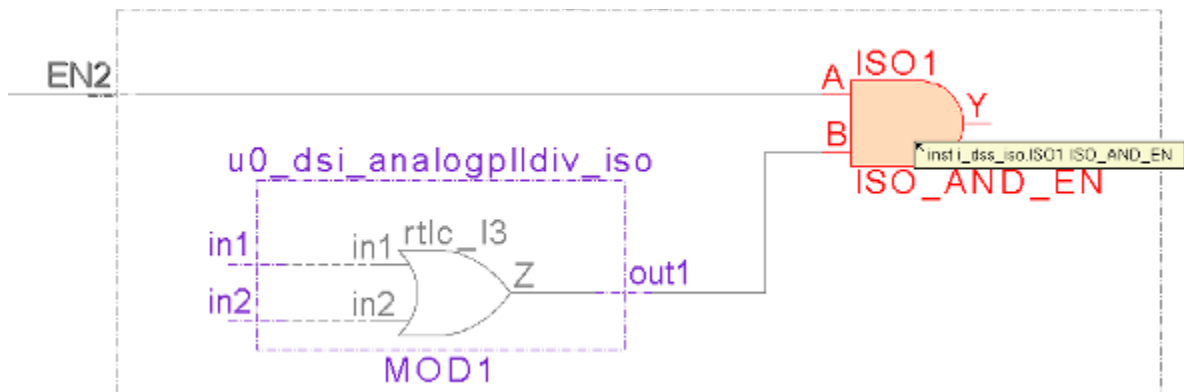 ISO1
EN2
A
Y
B
inst i_dss_iso.ISO1 ISO_AND_EN
u0_dsi_analogplldiv_iso
ISO_AND_EN
rtlc_I3
in1
in1
Z
out1
in2
in2
MOD1